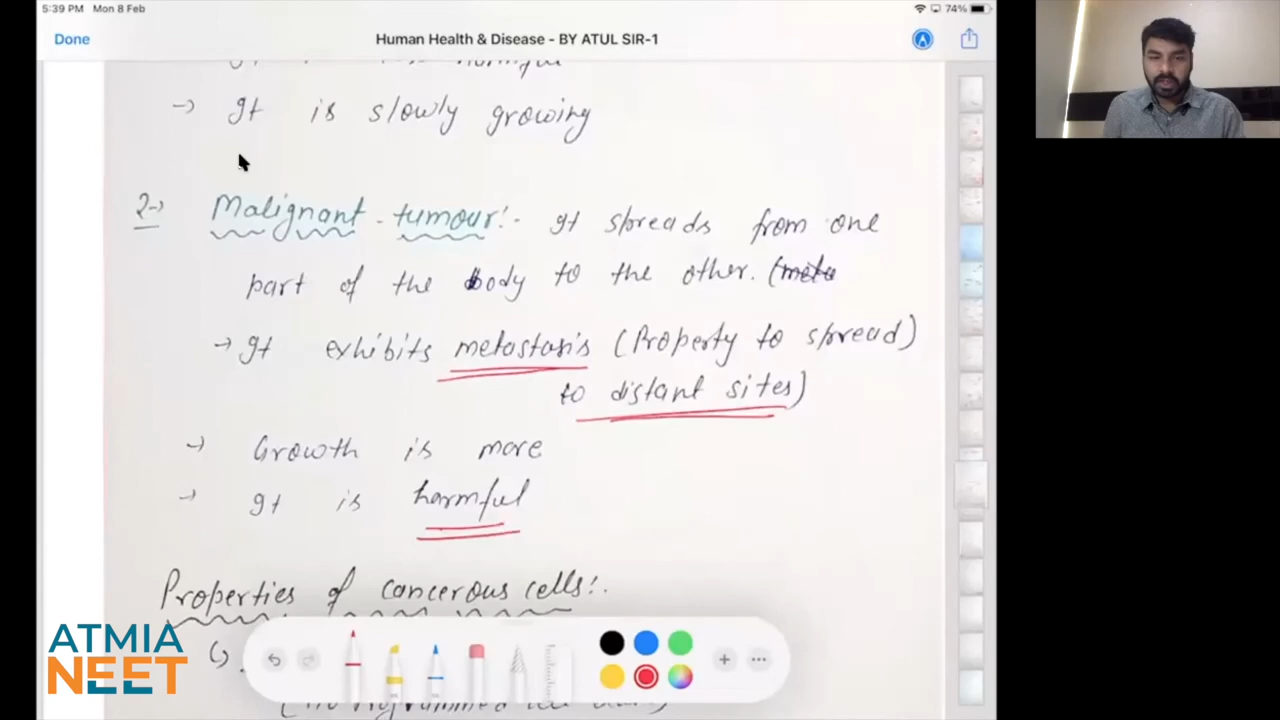 5:39 PM Mon 8 Feb
74%
Done
Human Health & Disease - BY ATUL SIR-1
→ It is slowly growing
2→ Malignant - tumour:- It spreads from one
part of the body to the other. (meta
→ It exhibits metastasis (Property to spread)
to distant sites)
→ Growth is more
→ It is harmful
Properties of cancerous cells:-
ATMIA
NEET